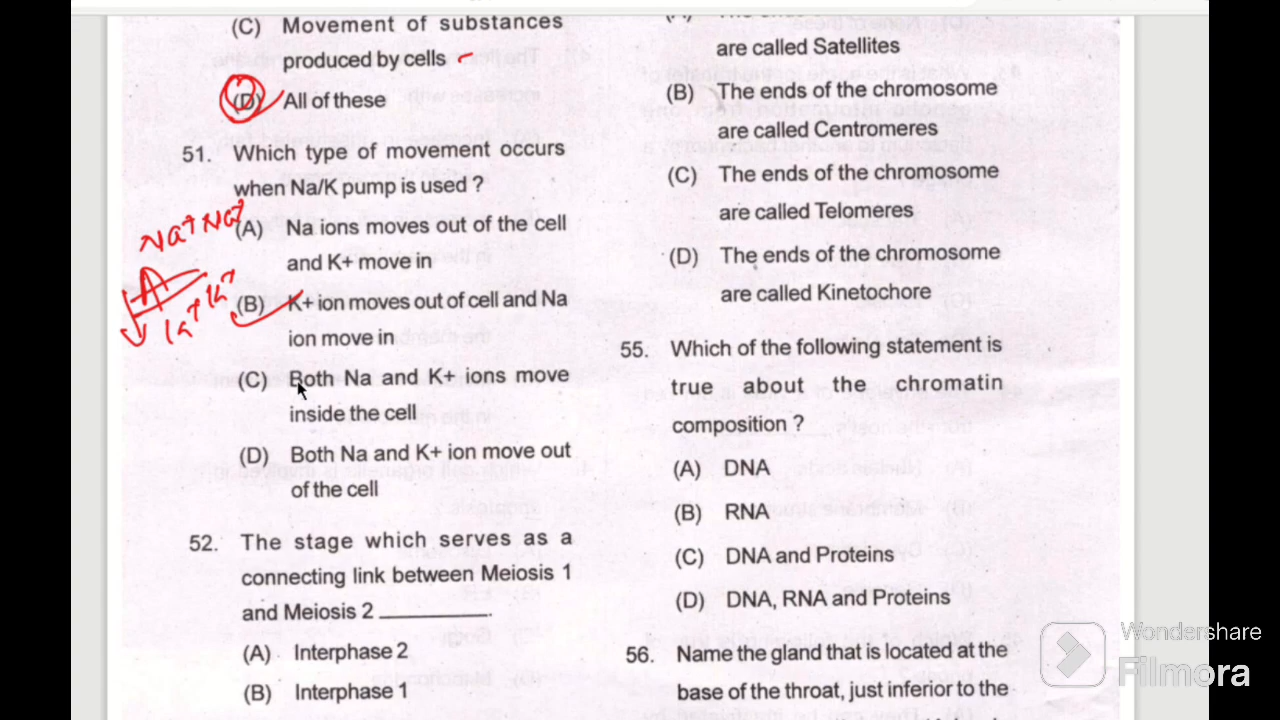 (C) Movement of substances
produced by cells
(D) All of these
51. Which type of movement occurs
when Na/K pump is used ?
(A) Na ions moves out of the cell
and K+ move in
(B) K+ ion moves out of cell and Na
ion move in
(C) Both Na and K+ ions move
inside the cell
(D) Both Na and K+ ion move out
of the cell
52. The stage which serves as a
connecting link between Meiosis 1
and Meiosis 2 __________.
(A) Interphase 2
(B) Interphase 1
Na+ Na+
are called Satellites
(B) The ends of the chromosome
are called Centromeres
(C) The ends of the chromosome
are called Telomeres
(D) The ends of the chromosome
are called Kinetochore
55. Which of the following statement is
true about the chromatin
composition ?
(A) DNA
(B) RNA
(C) DNA and Proteins
(D) DNA, RNA and Proteins
56. Name the gland that is located at the
base of the throat, just inferior to the
Wondershare
Filmora